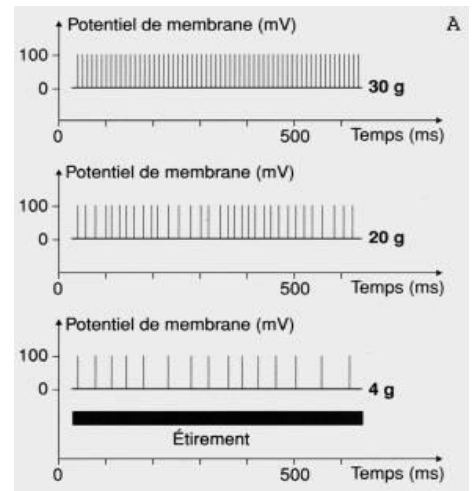 Potentiel de membrane (mV)
A
100
0
30 g
0
500
Temps (ms)
Potentiel de membrane (mV)
100
0
20 g
0
500
Temps (ms)
Potentiel de membrane (mV)
100
0
4 g
Étirement
0
500
Temps (ms)